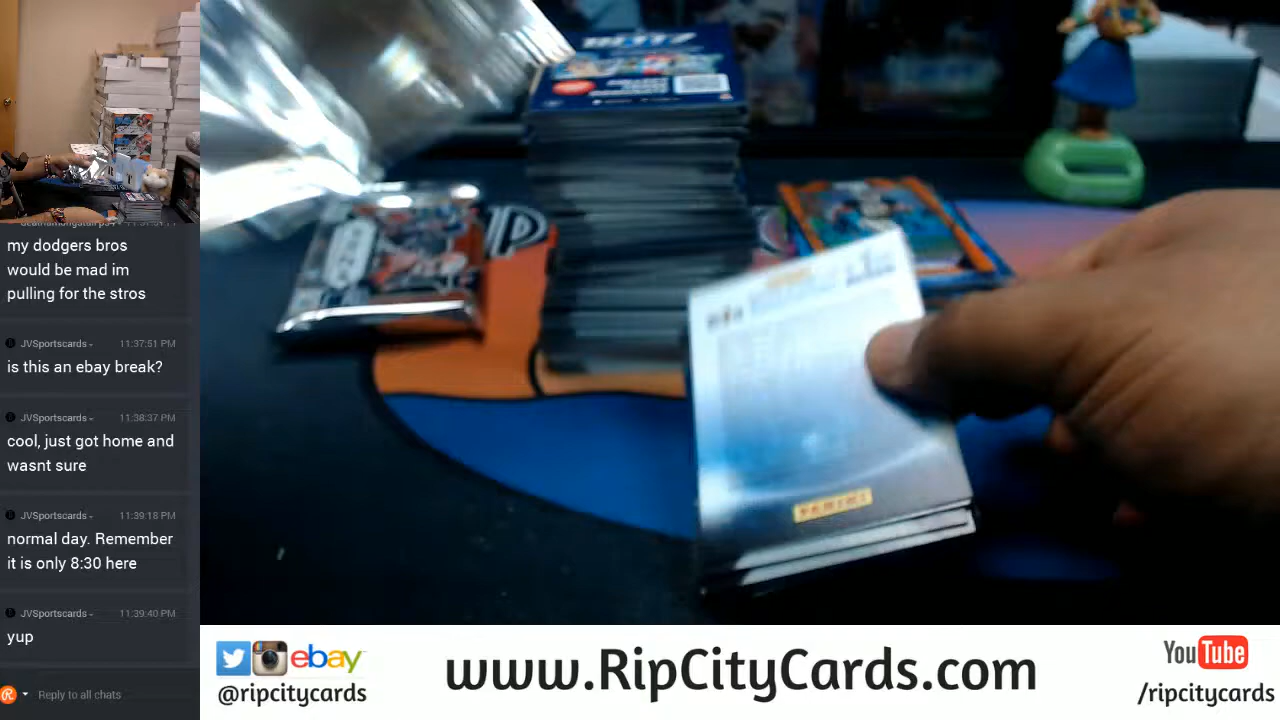 my dodgers bros
would be mad im
pulling for the stros
JVSportscards - 11:37:51 PM
is this an ebay break?
JVSportscards - 11:38:37 PM
cool, just got home and
wasnt sure
JVSportscards - 11:39:18 PM
normal day. Remember
it is only 8:30 here
JVSportscards - 11:39:40 PM
yup
Reply to all chats
BLITZ
PRIZM
PANINI
ebay
@ripcitycards
www.RipCityCards.com
YouTube
/ripcitycards